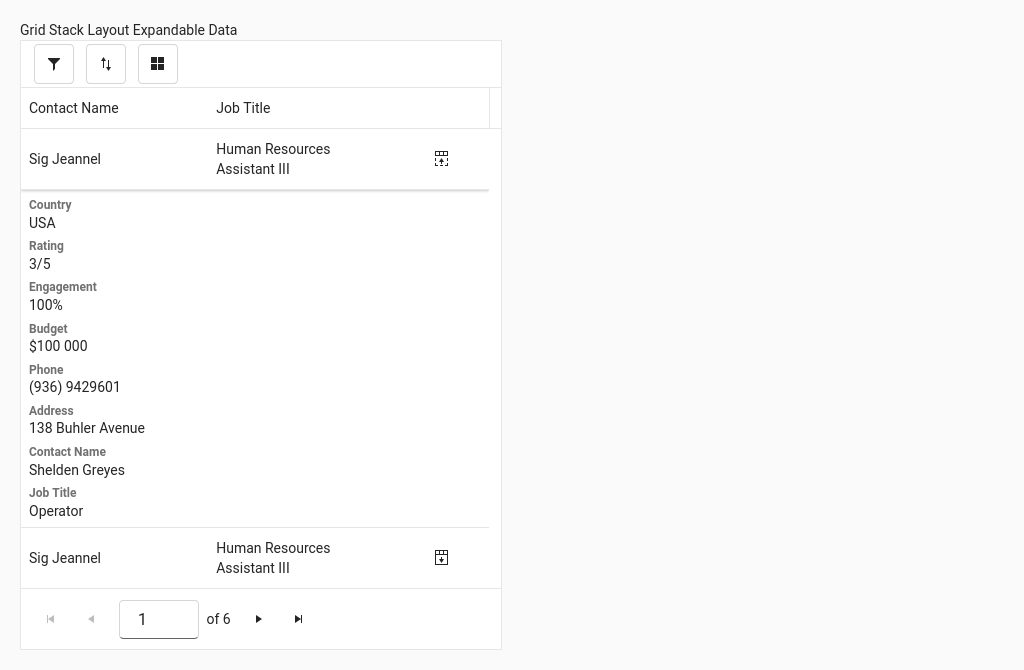 Grid Stack Layout Expandable Data
Contact Name Job Title
Sig Jeannel Human Resources
Assistant III
Country
USA
Rating
3/5
Engagement
100%
Budget
$100 000
Phone
(936) 9429601
Address
138 Buhler Avenue
Contact Name
Shelden Greyes
Job Title
Operator
Sig Jeannel Human Resources
Assistant III
1 of 6